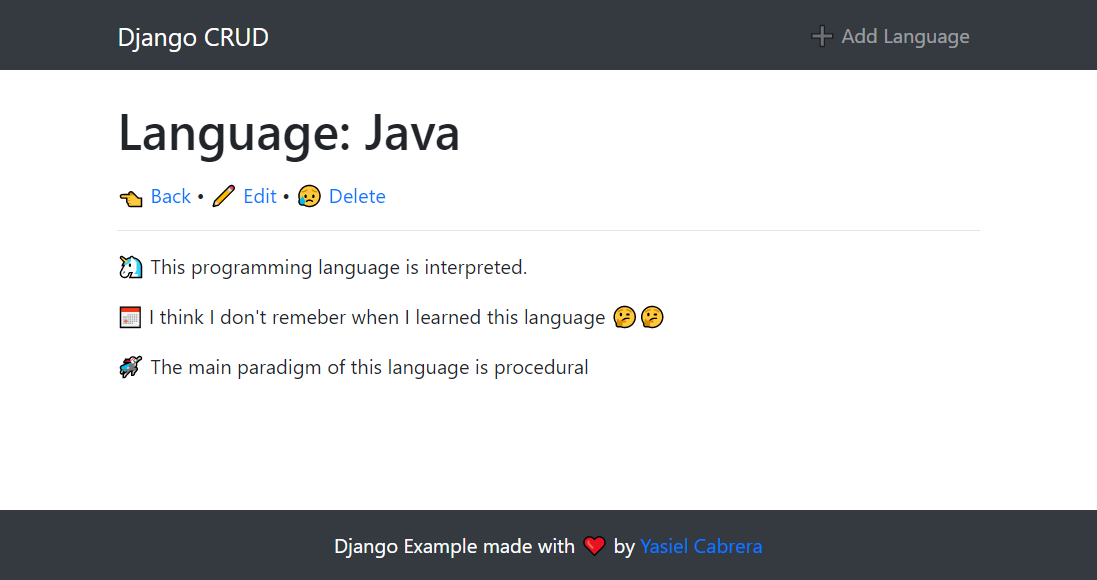 Django CRUD
➕ Add Language
Language: Java
👈 Back • ✏️ Edit • 😥 Delete
🦄 This programming language is interpreted.
📅 I think I don't remeber when I learned this language 🤔🤔
🚀 The main paradigm of this language is procedural
Django Example made with ❤️ by Yasiel Cabrera